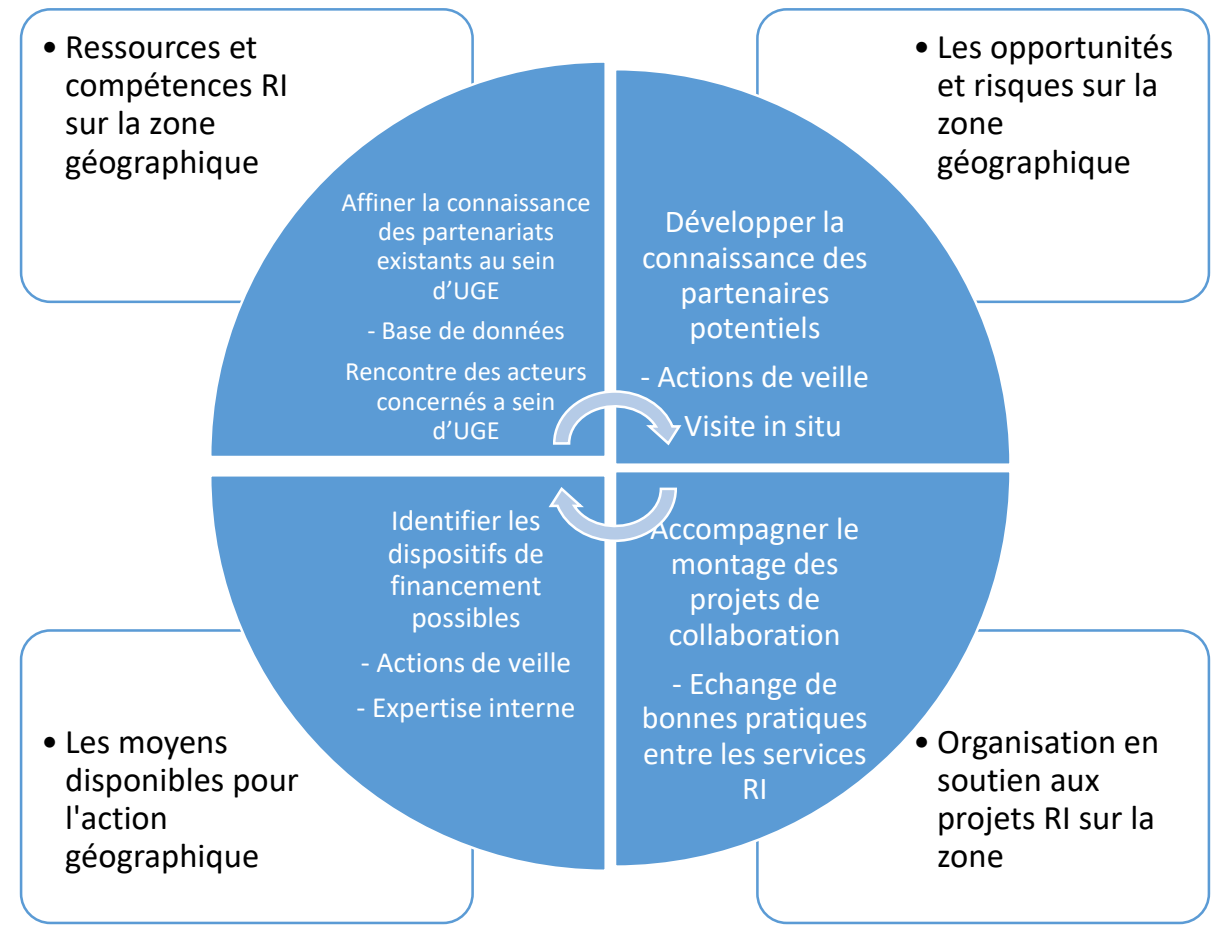 • Ressources et
compétences RI
sur la zone
géographique
• Les opportunités
et risques sur la
zone
géographique
Affiner la connaissance
des partenariats
existants au sein
d’UGE
- Base de données
Rencontre des acteurs
concernés a sein
d’UGE
Développer la
connaissance des
partenaires
potentiels
- Actions de veille
Visite in situ
Identifier les
dispositifs de
financement
possibles
- Actions de veille
- Expertise interne
Accompagner le
montage des
projets de
collaboration
- Echange de
bonnes pratiques
entre les services
RI
• Les moyens
disponibles pour
l'action
géographique
• Organisation en
soutien aux
projets RI sur la
zone